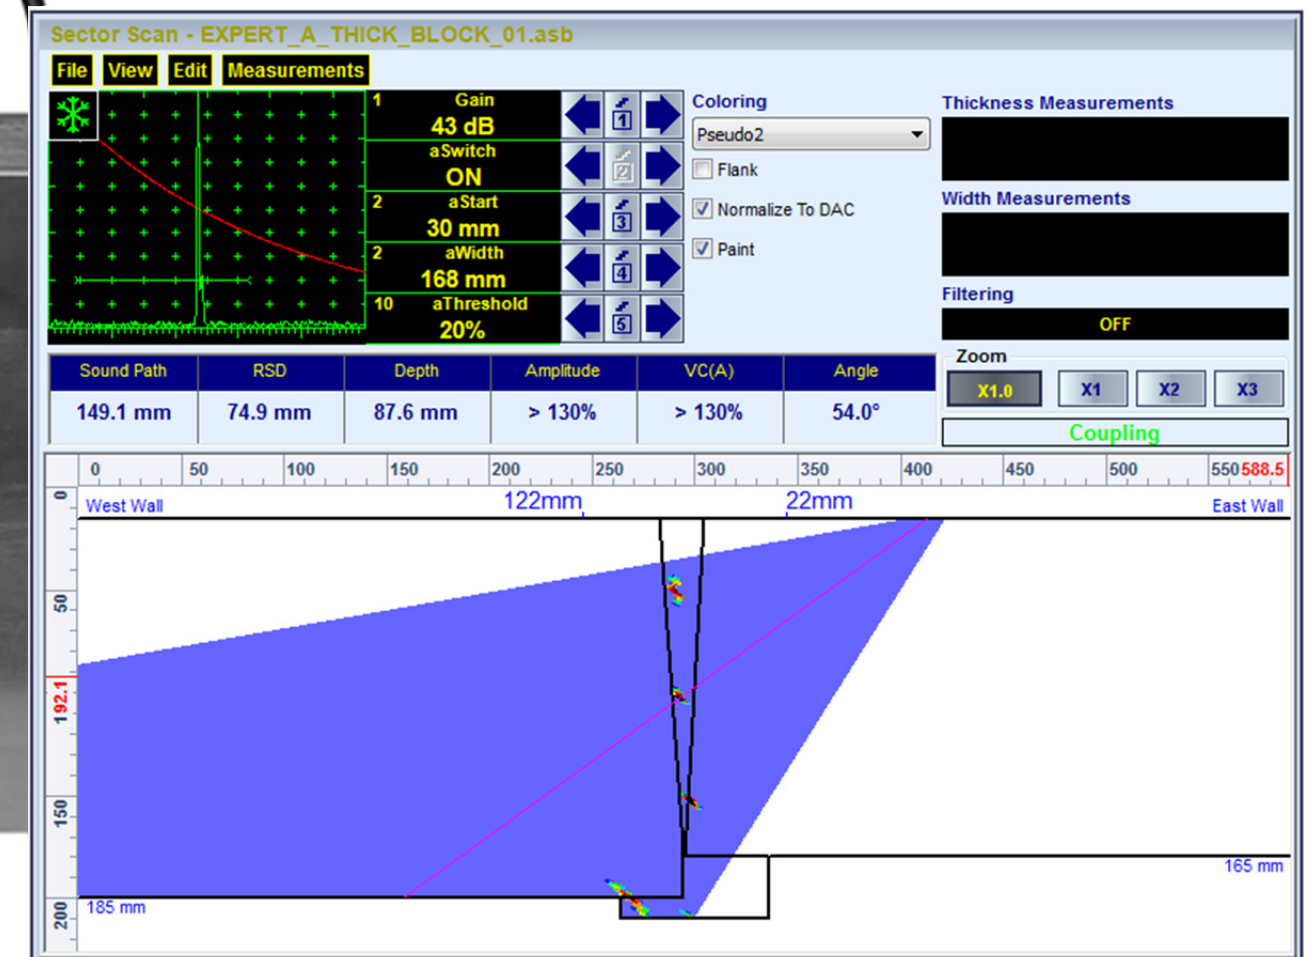 Sector Scan - EXPERT_A_THICK_BLOCK_01.asb
File View Edit Measurements
1 Gain
43 dB
1
aSwitch
ON
2
2 aStart
30 mm
3
2 aWidth
168 mm
4
10 aThreshold
20%
5
Coloring
Pseudo2
Flank
Normalize To DAC
Paint
Thickness Measurements
Width Measurements
Filtering
OFF
Zoom
X1.0 X1 X2 X3
Coupling
Sound Path RSD Depth Amplitude VC(A) Angle
149.1 mm 74.9 mm 87.6 mm > 130% > 130% 54.0°
0 50 100 150 200 250 300 350 400 450 500 550 588.5
0
West Wall 122mm 22mm East Wall
50
192.1
150
165 mm
200
185 mm